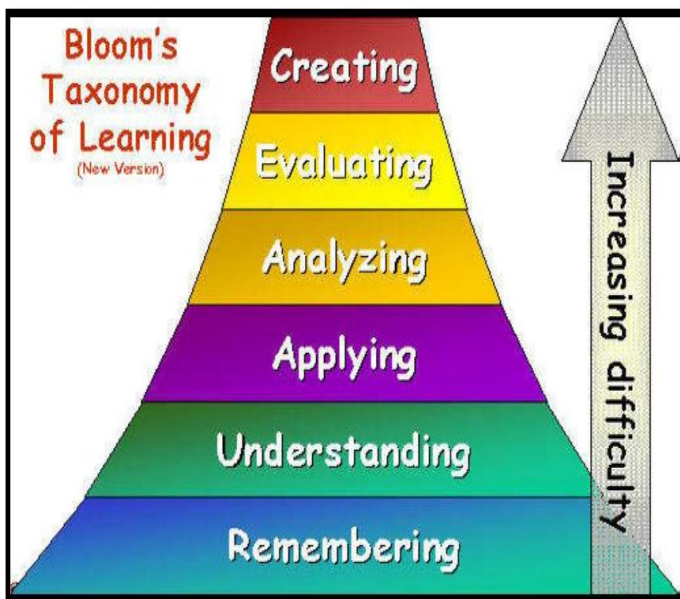 Bloom's
Taxonomy
of Learning
(New Version)
Creating
Evaluating
Analyzing
Applying
Understanding
Remembering
Increasing difficulty